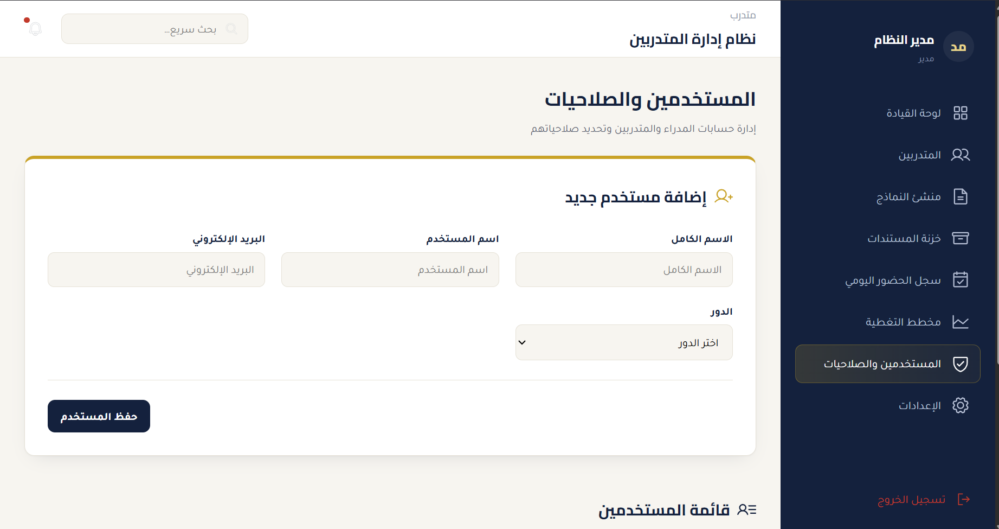 متدرب
نظام إدارة المتدربين
بحث سريع...
مد
مدير النظام
مدير
لوحة القيادة
المتدربين
منشئ النماذج
خزنة المستندات
سجل الحضور اليومي
مخطط التغطية
المستخدمين والصلاحيات
الإعدادات
تسجيل الخروج
المستخدمين والصلاحيات
إدارة حسابات المدراء والمتدربين وتحديد صلاحياتهم
إضافة مستخدم جديد
الاسم الكامل
الاسم الكامل
اسم المستخدم
اسم المستخدم
البريد الإلكتروني
البريد الإلكتروني
الدور
اختر الدور
حفظ المستخدم
قائمة المستخدمين